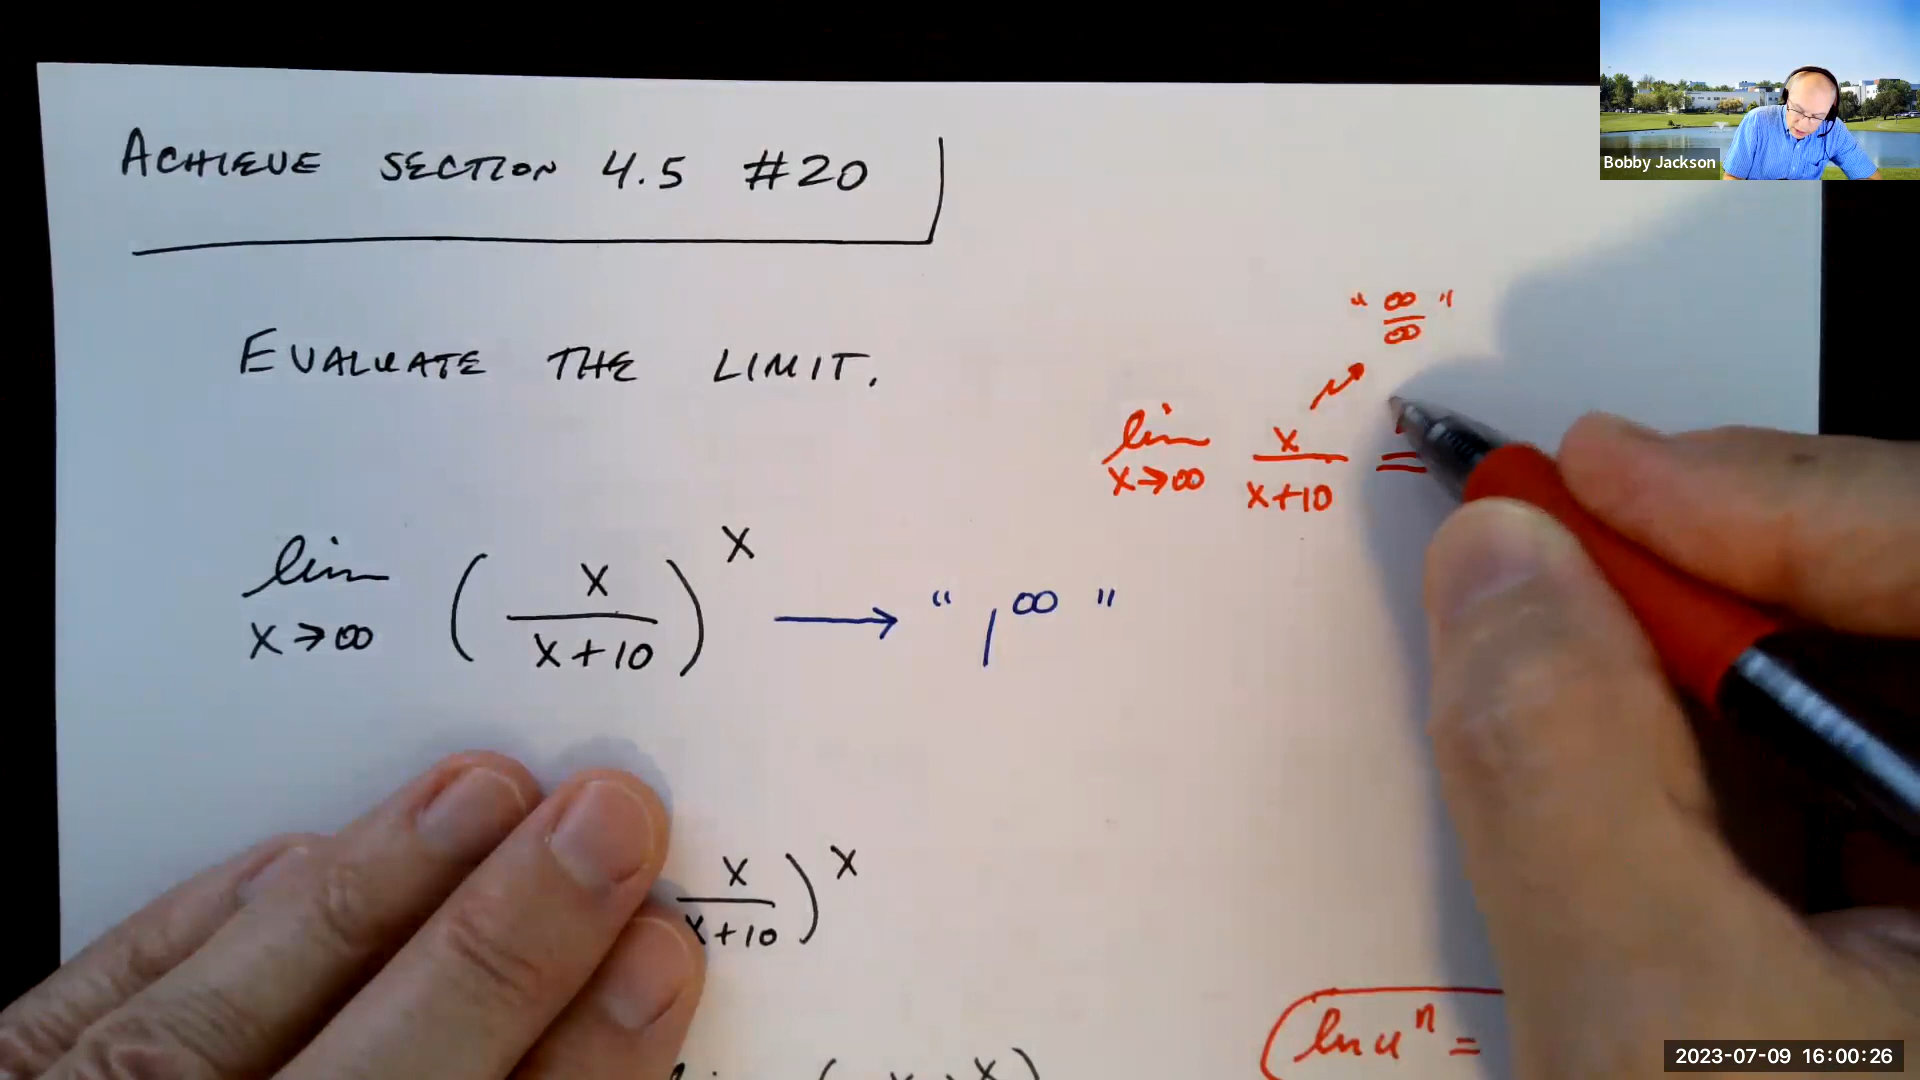 Bobby Jackson
ACHIEVE SECTION 4.5 #20
EVALUATE THE LIMIT.
" ∞/∞ "
lim x→∞ x/(x+10) =
lim x→∞ (x/(x+10))^x → " 1^∞ "
x/(x+10))^x
ln u^n =
2023-07-09 16:00:26